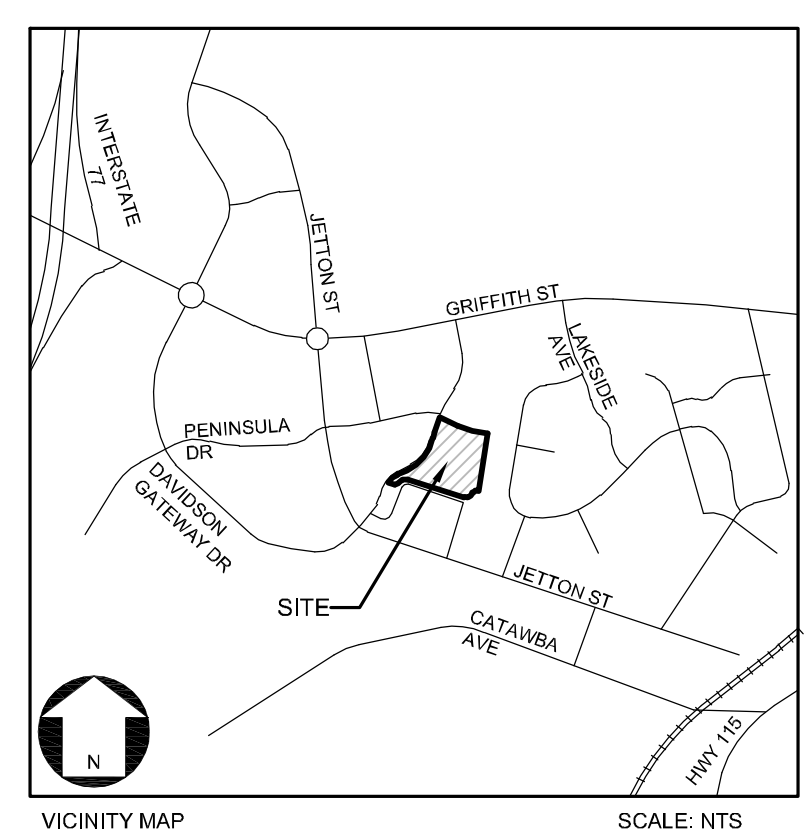 INTERSTATE
77
JETTON ST
GRIFFITH ST
LAKESIDE
AVE
PENINSULA
DR
DAVIDSON
GATEWAY DR
SITE
JETTON ST
CATAWBA
AVE
HWY 115
N
VICINITY MAP
SCALE: NTS